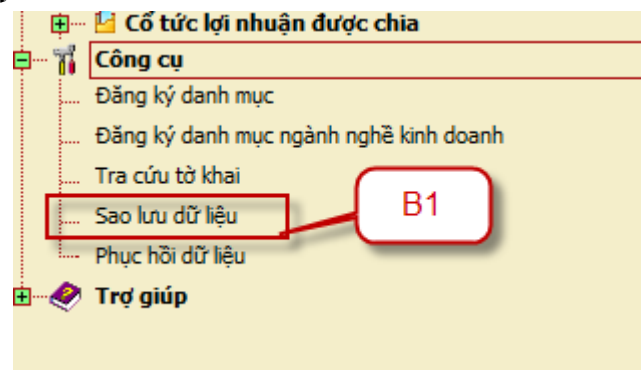 Cổ tức lợi nhuận được chia
Công cụ
Đăng ký danh mục
Đăng ký danh mục ngành nghề kinh doanh
Tra cứu tờ khai
Sao lưu dữ liệu
B1
Phục hồi dữ liệu
Trợ giúp